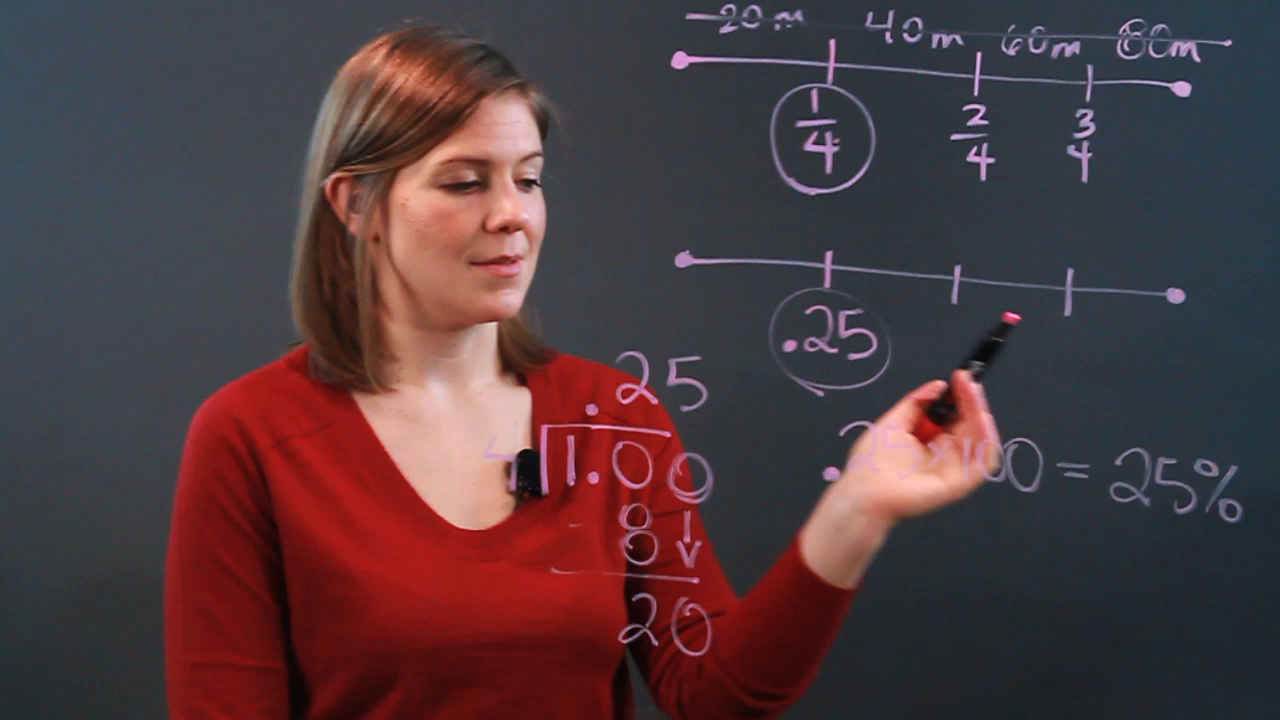 20m 40m 60m 80m
1/4 2/4 3/4
.25
.25
4 1.00
.25×100 = 25%
- 8
20